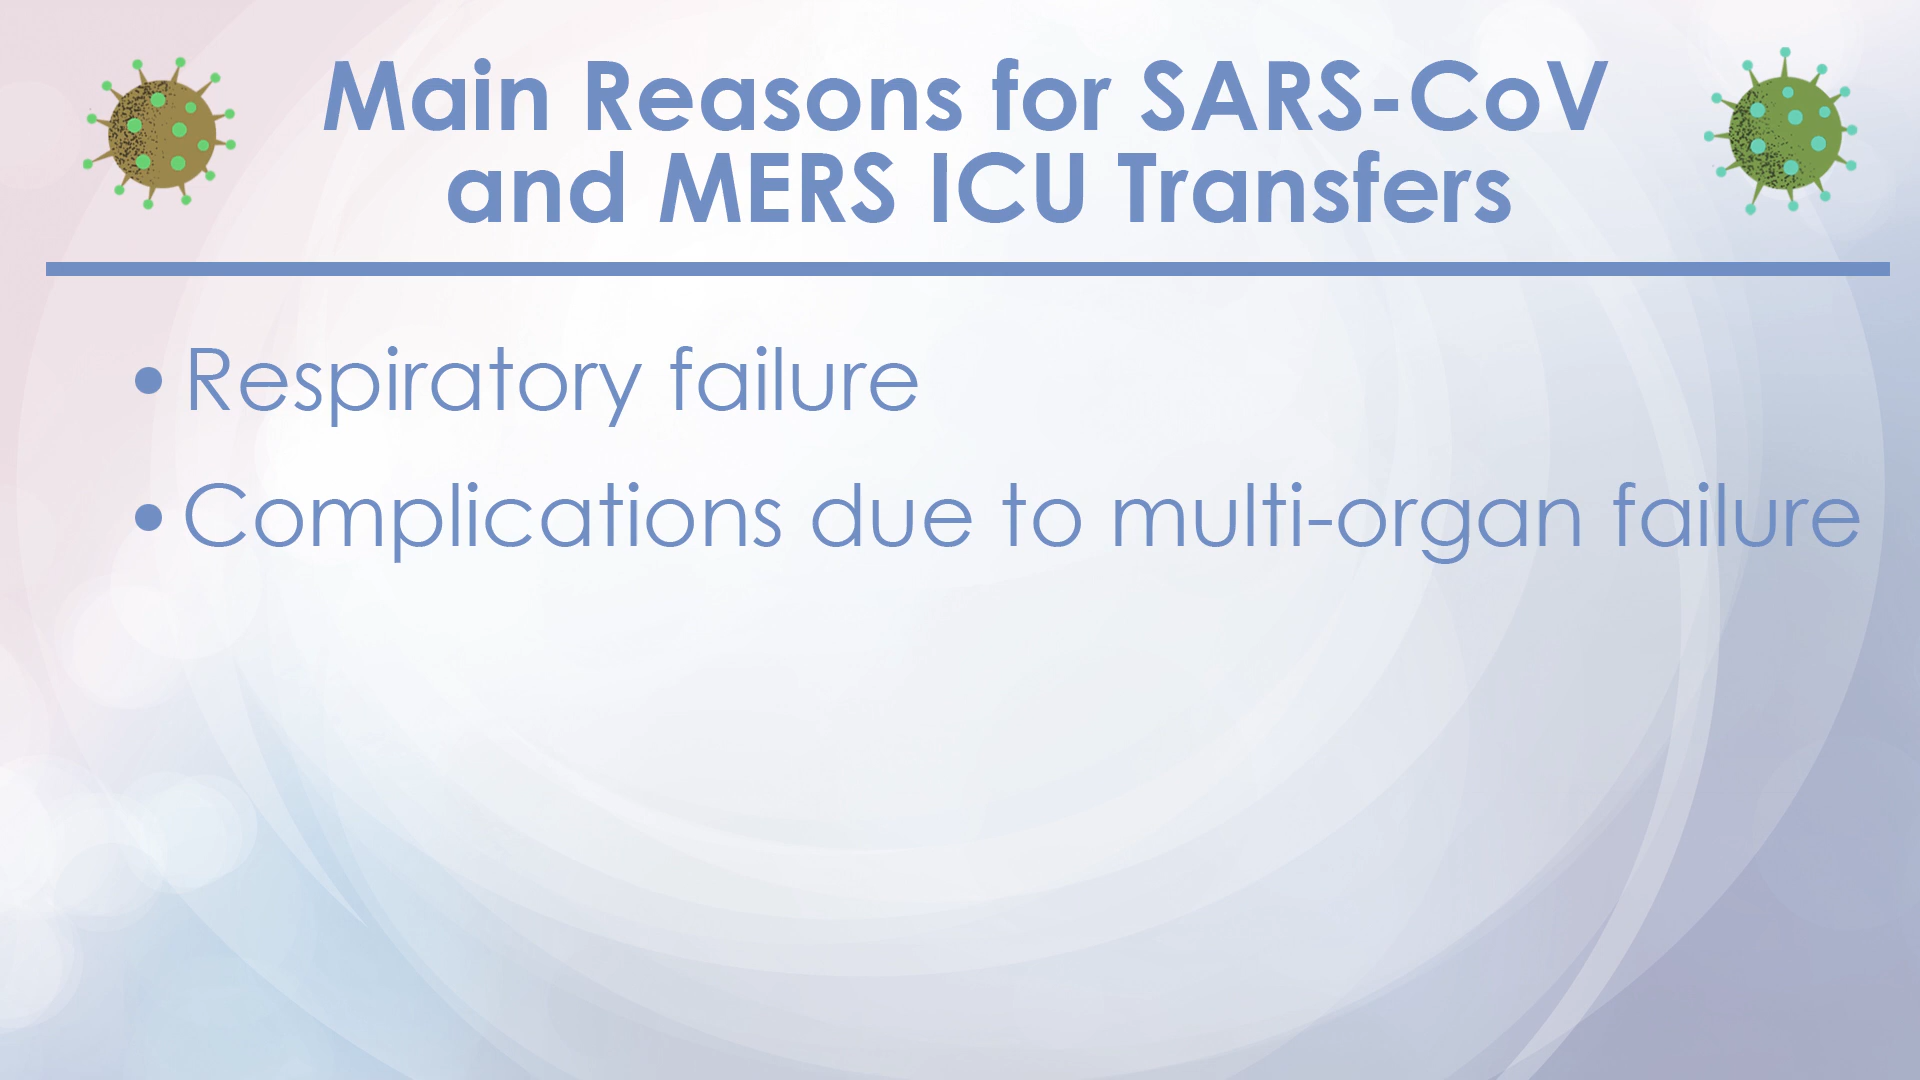 Main Reasons for SARS-CoV
and MERS ICU Transfers
• Respiratory failure
• Complications due to multi-organ failure